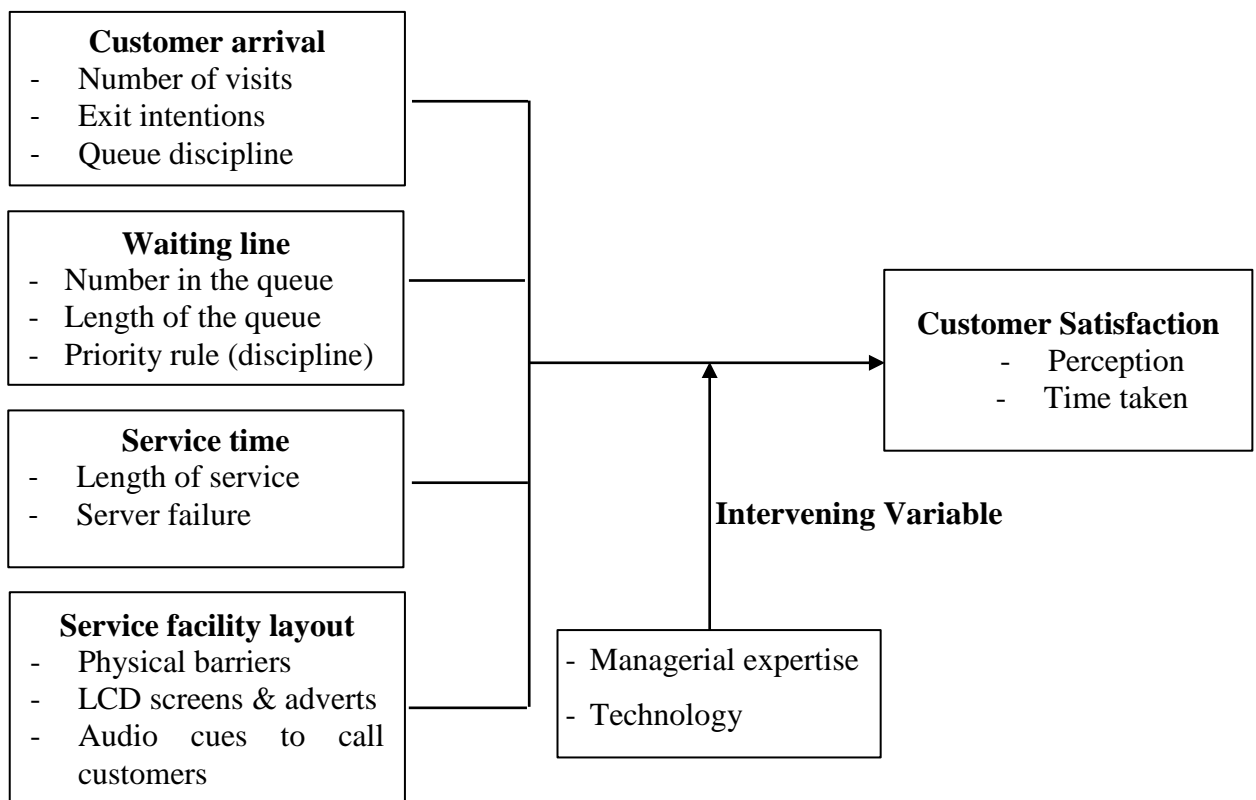 Customer arrival
- Number of visits
- Exit intentions
- Queue discipline
Waiting line
- Number in the queue
- Length of the queue
- Priority rule (discipline)
Service time
- Length of service
- Server failure
Service facility layout
- Physical barriers
- LCD screens & adverts
- Audio cues to call
customers
Customer Satisfaction
- Perception
- Time taken
Intervening Variable
- Managerial expertise
- Technology